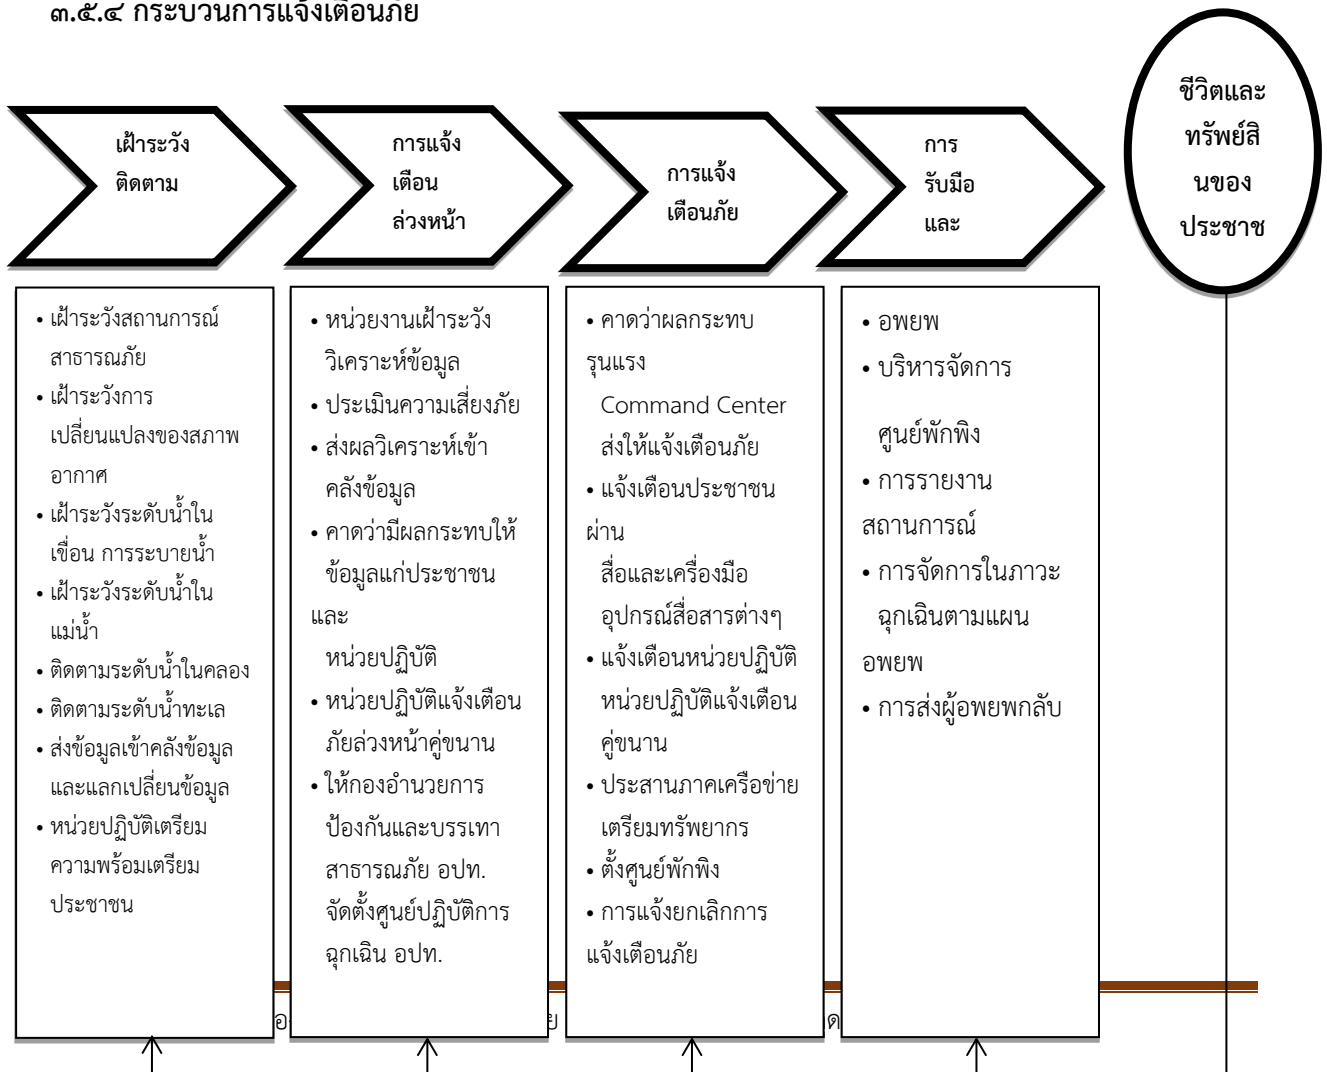 ๓.๕.๔ กระบวนการแจ้งเตือนภัย
เฝ้าระวัง
ติดตาม
การแจ้ง
เตือน
ล่วงหน้า
การแจ้ง
เตือนภัย
การ
รับมือ
และ
ชีวิตและ
ทรัพย์สิ
นของ
ประชาช
• เฝ้าระวังสถานการณ์
สาธารณภัย
• เฝ้าระวังการ
เปลี่ยนแปลงของสภาพ
อากาศ
• เฝ้าระวังระดับน้ำใน
เขื่อน การระบายน้ำ
• เฝ้าระวังระดับน้ำใน
แม่น้ำ
• ติดตามระดับน้ำในคลอง
• ติดตามระดับน้ำทะเล
• ส่งข้อมูลเข้าคลังข้อมูล
และแลกเปลี่ยนข้อมูล
• หน่วยปฏิบัติเตรียม
ความพร้อมเตรียม
ประชาชน
• หน่วยงานเฝ้าระวัง
วิเคราะห์ข้อมูล
• ประเมินความเสี่ยงภัย
• ส่งผลวิเคราะห์เข้า
คลังข้อมูล
• คาดว่ามีผลกระทบให้
ข้อมูลแก่ประชาชน
และ
หน่วยปฏิบัติ
• หน่วยปฏิบัติแจ้งเตือน
ภัยล่วงหน้าคู่ขนาน
• ให้กองอำนวยการ
ป้องกันและบรรเทา
สาธารณภัย อปท.
จัดตั้งศูนย์ปฏิบัติการ
ฉุกเฉิน อปท.
• คาดว่าผลกระทบ
รุนแรง
Command Center
ส่งให้แจ้งเตือนภัย
• แจ้งเตือนประชาชน
ผ่าน
สื่อและเครื่องมือ
อุปกรณ์สื่อสารต่างๆ
• แจ้งเตือนหน่วยปฏิบัติ
หน่วยปฏิบัติแจ้งเตือน
คู่ขนาน
• ประสานภาคเครือข่าย
เตรียมทรัพยากร
• ตั้งศูนย์พักพิง
• การแจ้งยกเลิกการ
แจ้งเตือนภัย
• อพยพ
• บริหารจัดการ
ศูนย์พักพิง
• การรายงาน
สถานการณ์
• การจัดการในภาวะ
ฉุกเฉินตามแผน
อพยพ
• การส่งผู้อพยพกลับ